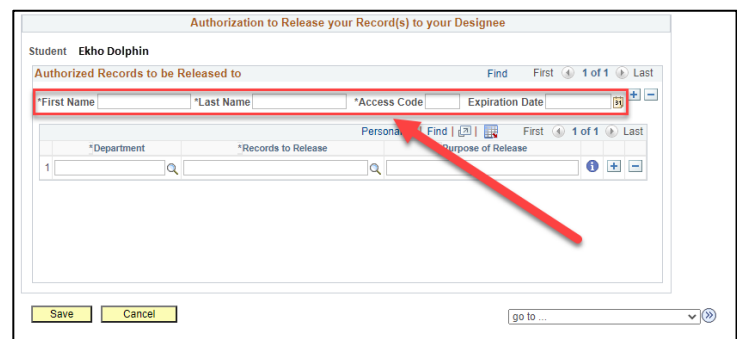 Authorization to Release your Record(s) to your Designee
Student Ekho Dolphin
Authorized Records to be Released to Find First 1 of 1 Last
*First Name *Last Name *Access Code Expiration Date 31
Find First 1 of 1 Last
*Department *Records to Release Purpose of Release
1
Save Cancel go to ...